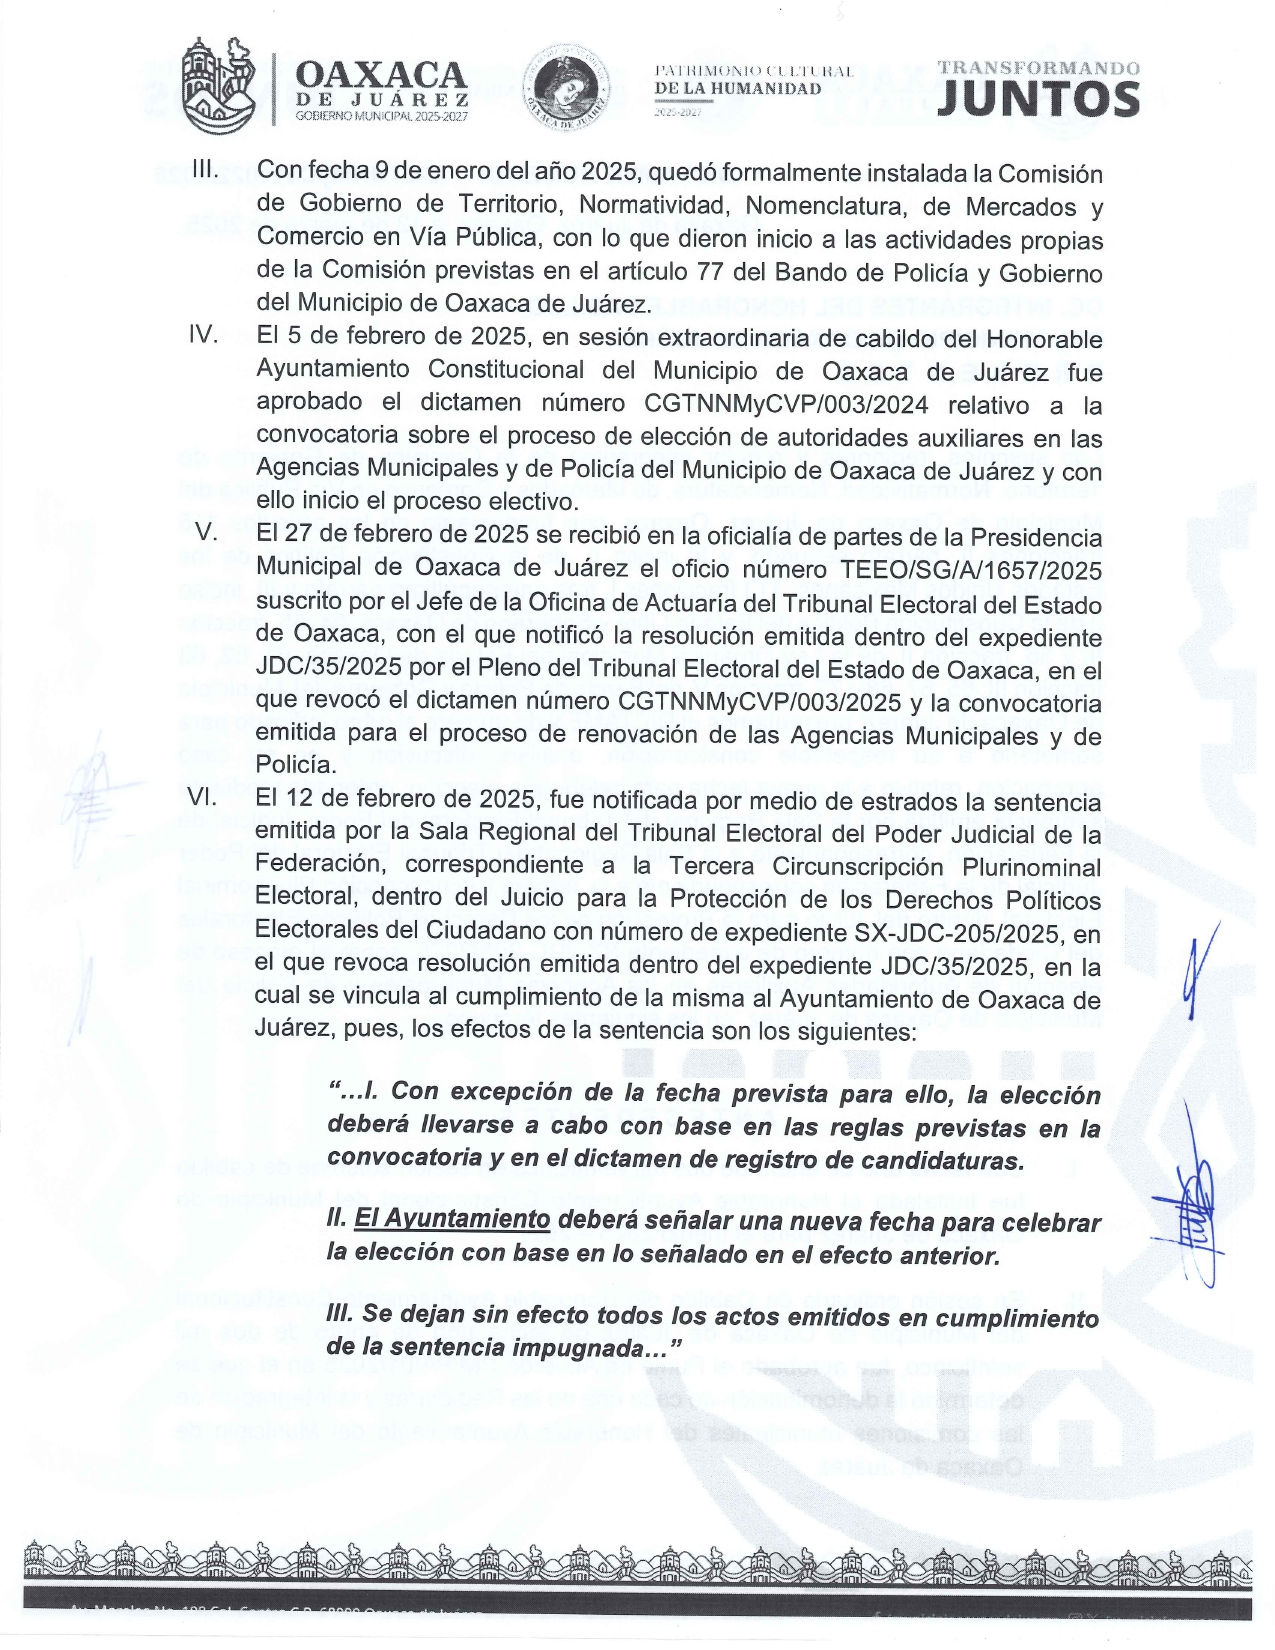 OAXACA
DE JUÁREZ
GOBIERNO MUNICIPAL 2025-2027
PATRIMONIO CULTURAL
DE LA HUMANIDAD
2025-2027
TRANSFORMANDO
JUNTOS
III. Con fecha 9 de enero del año 2025, quedó formalmente instalada la Comisión
de Gobierno de Territorio, Normatividad, Nomenclatura, de Mercados y
Comercio en Vía Pública, con lo que dieron inicio a las actividades propias
de la Comisión previstas en el artículo 77 del Bando de Policía y Gobierno
del Municipio de Oaxaca de Juárez.
IV. El 5 de febrero de 2025, en sesión extraordinaria de cabildo del Honorable
Ayuntamiento Constitucional del Municipio de Oaxaca de Juárez fue
aprobado el dictamen número CGTNNMyCVP/003/2024 relativo a la
convocatoria sobre el proceso de elección de autoridades auxiliares en las
Agencias Municipales y de Policía del Municipio de Oaxaca de Juárez y con
ello inicio el proceso electivo.
V. El 27 de febrero de 2025 se recibió en la oficialía de partes de la Presidencia
Municipal de Oaxaca de Juárez el oficio número TEEO/SG/A/1657/2025
suscrito por el Jefe de la Oficina de Actuaría del Tribunal Electoral del Estado
de Oaxaca, con el que notificó la resolución emitida dentro del expediente
JDC/35/2025 por el Pleno del Tribunal Electoral del Estado de Oaxaca, en el
que revocó el dictamen número CGTNNMyCVP/003/2025 y la convocatoria
emitida para el proceso de renovación de las Agencias Municipales y de
Policía.
VI. El 12 de febrero de 2025, fue notificada por medio de estrados la sentencia
emitida por la Sala Regional del Tribunal Electoral del Poder Judicial de la
Federación, correspondiente a la Tercera Circunscripción Plurinominal
Electoral, dentro del Juicio para la Protección de los Derechos Políticos
Electorales del Ciudadano con número de expediente SX-JDC-205/2025, en
el que revoca resolución emitida dentro del expediente JDC/35/2025, en la
cual se vincula al cumplimiento de la misma al Ayuntamiento de Oaxaca de
Juárez, pues, los efectos de la sentencia son los siguientes:
“...I. Con excepción de la fecha prevista para ello, la elección
deberá llevarse a cabo con base en las reglas previstas en la
convocatoria y en el dictamen de registro de candidaturas.
II. El Ayuntamiento deberá señalar una nueva fecha para celebrar
la elección con base en lo señalado en el efecto anterior.
III. Se dejan sin efecto todos los actos emitidos en cumplimiento
de la sentencia impugnada...”